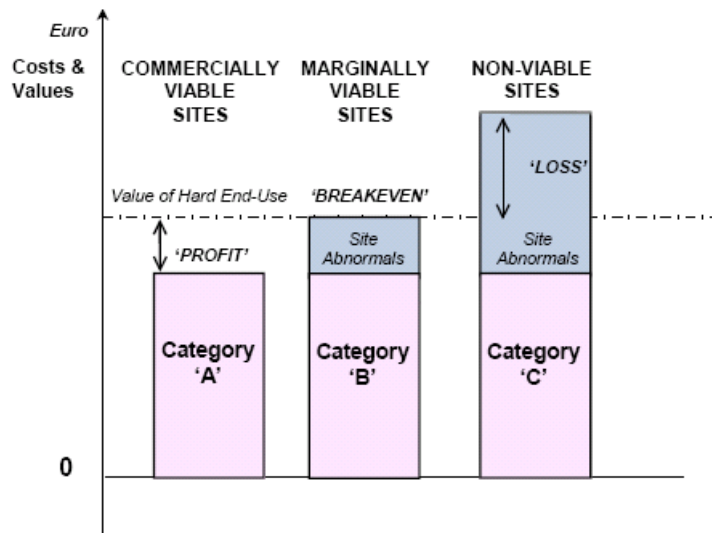 Euro
Costs &
Values
COMMERCIALLY
VIABLE
SITES
MARGINALLY
VIABLE
SITES
NON-VIABLE
SITES
‘LOSS’
Value of Hard End-Use
‘BREAKEVEN’
‘PROFIT’
Site
Abnormals
Site
Abnormals
Category
‘A’
Category
‘B’
Category
‘C’
0